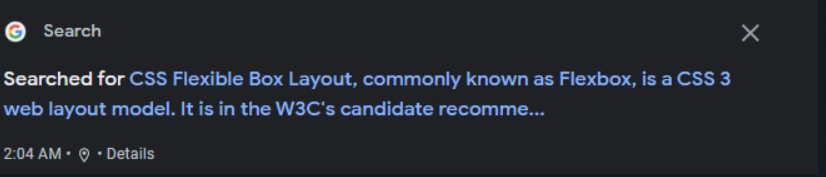 Search
Searched for CSS Flexible Box Layout, commonly known as Flexbox, is a CSS 3
web layout model. It is in the W3C's candidate recomme...
2:04 AM • • Details